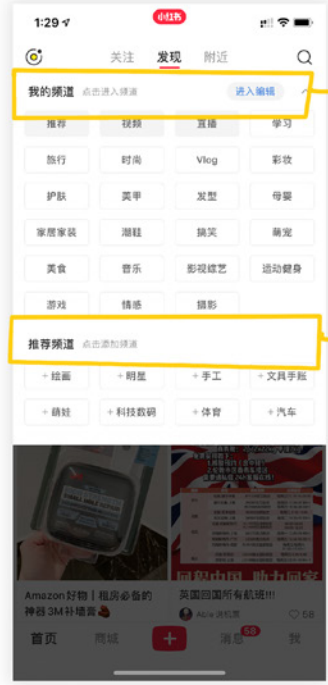 1:29
小红书
关注 发现 附近
我的频道 点击进入频道 进入编辑
推荐 视频 直播 学习
旅行 时尚 Vlog 彩妆
护肤 美甲 发型 母婴
家居家装 潮鞋 搞笑 萌宠
美食 音乐 影视综艺 运动健身
游戏 情感 摄影
推荐频道 点击添加频道
+ 绘画 + 明星 + 手工 + 文具手账
+ 萌娃 + 科技数码 + 体育 + 汽车
Amazon好物 | 租房必备的
神器 3M补墙膏
英国回国所有航班!!!
58
首页 商城 + 消息 58 我